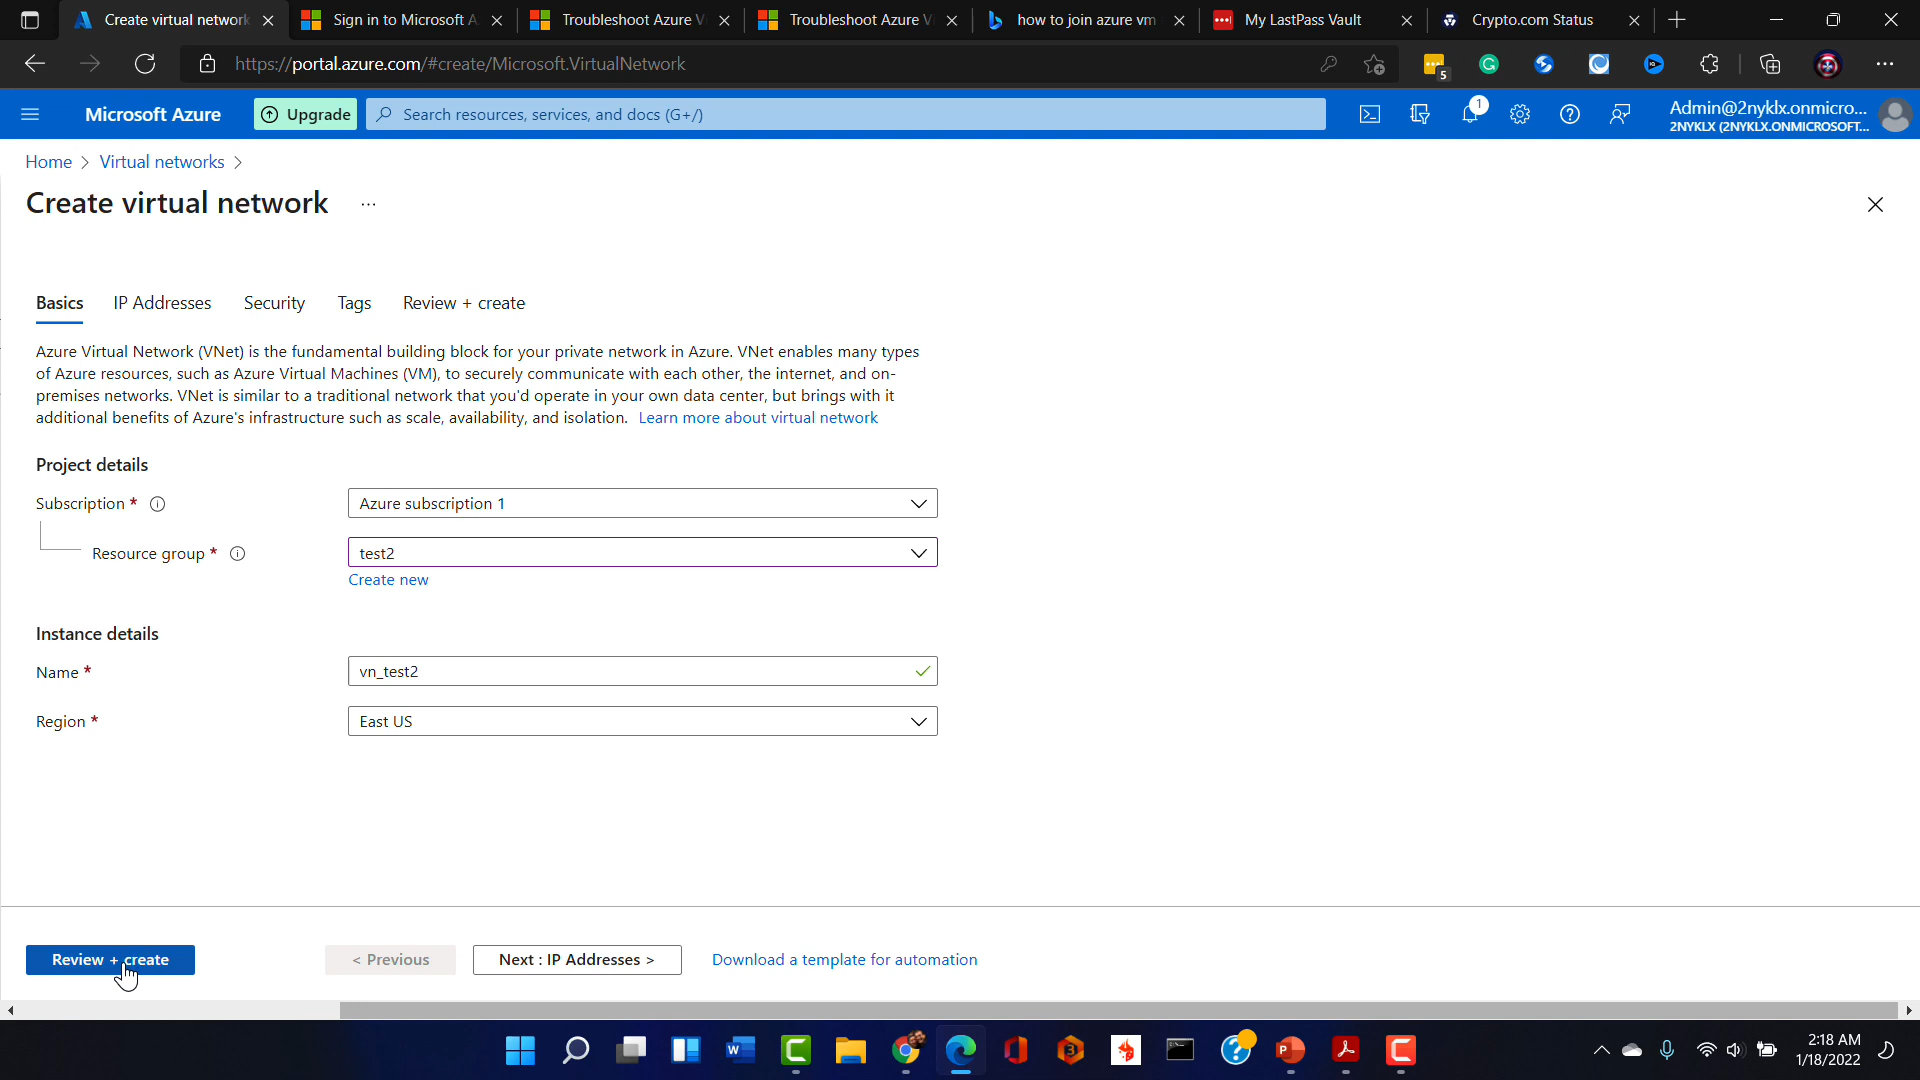 Create virtual network
Sign in to Microsoft A
Troubleshoot Azure V
Troubleshoot Azure V
how to join azure vm
My LastPass Vault
Crypto.com Status
https://portal.azure.com/#create/Microsoft.VirtualNetwork
5
Microsoft Azure
Upgrade
Search resources, services, and docs (G+/)
1
Admin@2nyklx.onmicro...
2NYKLX (2NYKLX.ONMICROSOFT...
Home > Virtual networks >
Create virtual network ...
Basics
IP Addresses
Security
Tags
Review + create
Azure Virtual Network (VNet) is the fundamental building block for your private network in Azure. VNet enables many types
of Azure resources, such as Azure Virtual Machines (VM), to securely communicate with each other, the internet, and on-
premises networks. VNet is similar to a traditional network that you'd operate in your own data center, but brings with it
additional benefits of Azure's infrastructure such as scale, availability, and isolation. Learn more about virtual network
Project details
Subscription *
Azure subscription 1
Resource group *
test2
Create new
Instance details
Name *
vn_test2
Region *
East US
Review + create
< Previous
Next : IP Addresses >
Download a template for automation
2:18 AM
1/18/2022